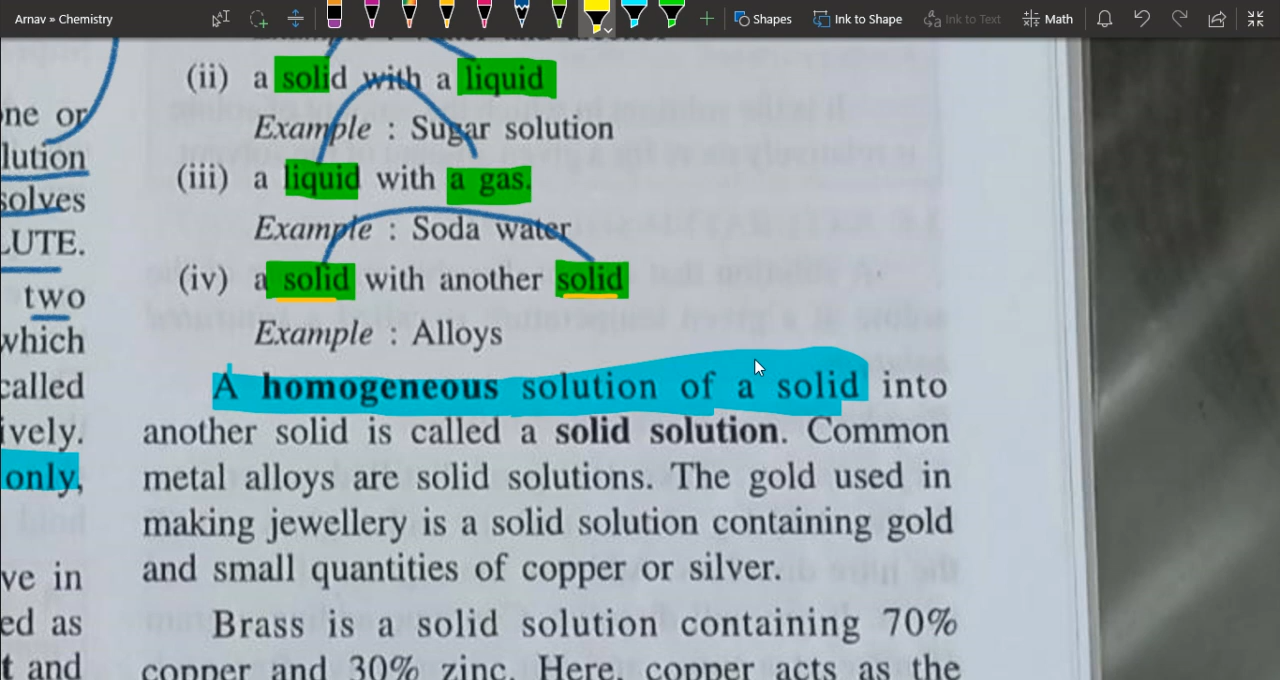 Arnav » Chemistry
Shapes
Ink to Shape
Ink to Text
Math
(ii) a solid with a liquid
Example : Sugar solution
(iii) a liquid with a gas.
Example : Soda water
(iv) a solid with another solid
Example : Alloys
A homogeneous solution of a solid into
another solid is called a solid solution. Common
metal alloys are solid solutions. The gold used in
making jewellery is a solid solution containing gold
and small quantities of copper or silver.
Brass is a solid solution containing 70%
copper and 30% zinc. Here, copper acts as the
one or
lution
solves
LUTE.
two
which
called
ively.
only,
ve in
ed as
t and